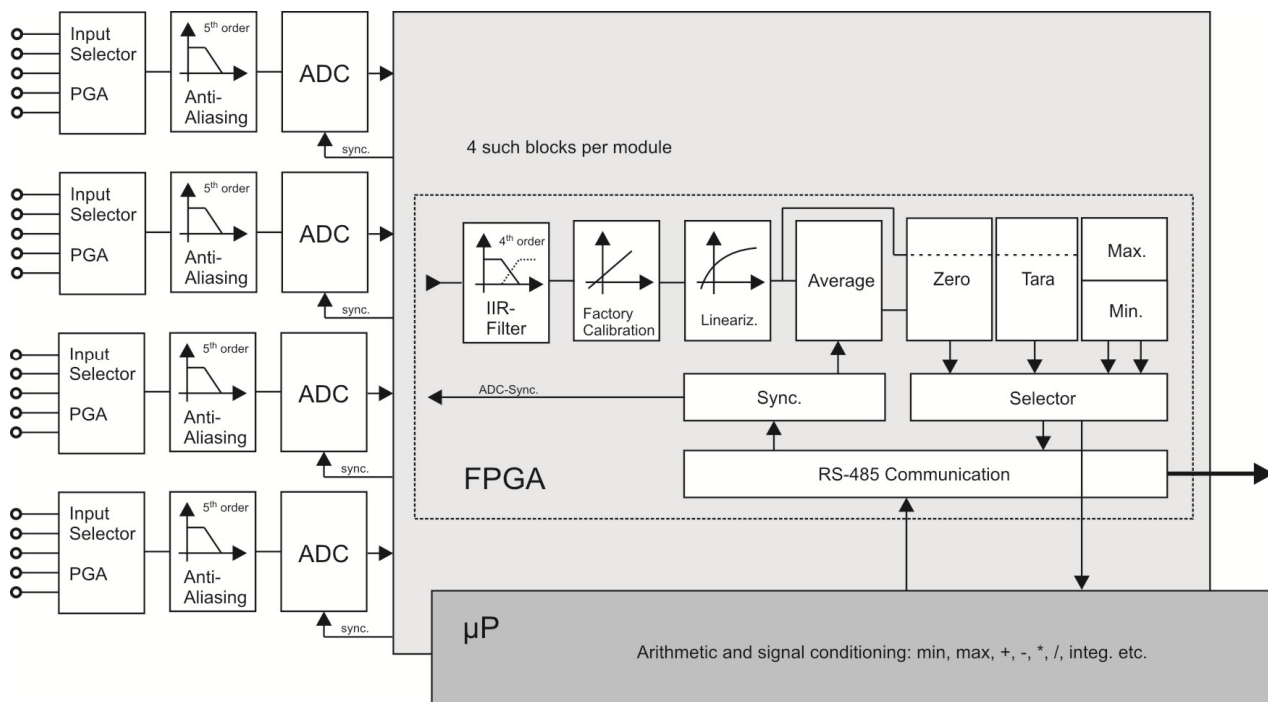 Input
Selector
PGA
5th order
Anti-
Aliasing
ADC
sync.
Input
Selector
PGA
5th order
Anti-
Aliasing
ADC
sync.
Input
Selector
PGA
5th order
Anti-
Aliasing
ADC
sync.
Input
Selector
PGA
5th order
Anti-
Aliasing
ADC
sync.
4 such blocks per module
4th order
IIR-
Filter
Factory
Calibration
Lineariz.
Average
Zero
Tara
Max.
Min.
ADC-Sync.
Sync.
Selector
FPGA
RS-485 Communication
µP
Arithmetic and signal conditioning: min, max, +, -, *, /, integ. etc.